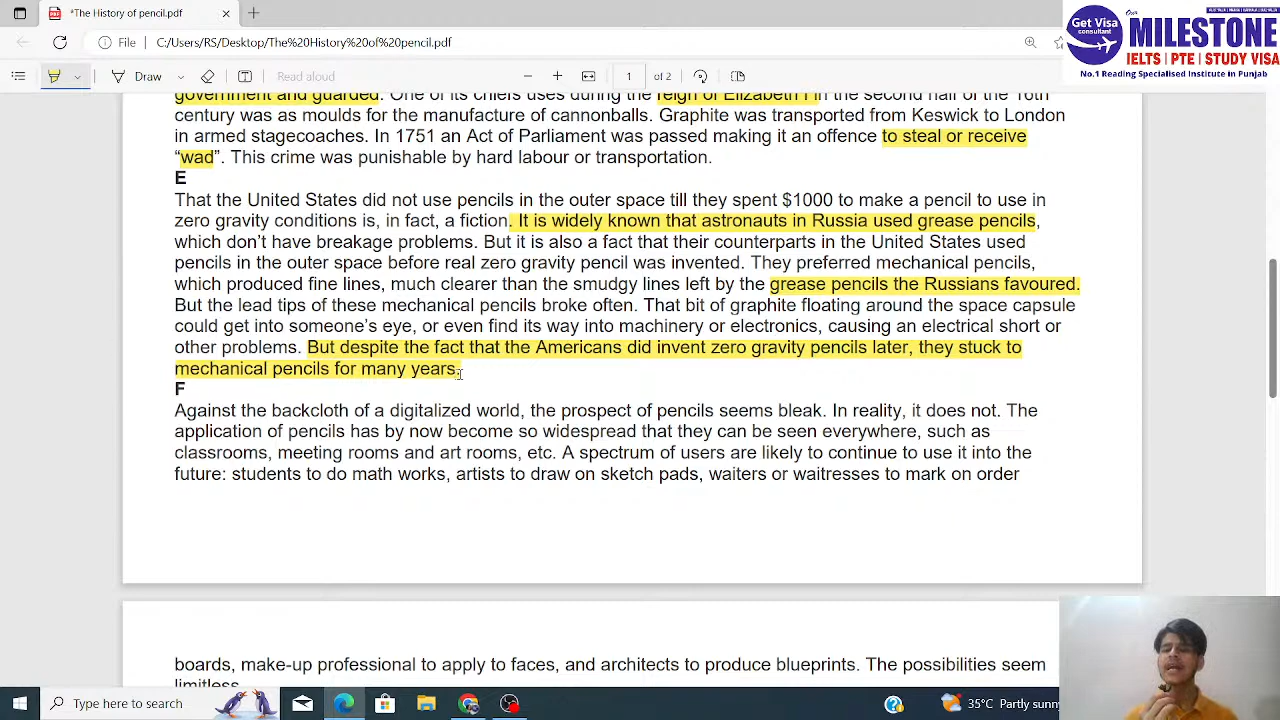 *The History of pencil.pdf
File
C:/Users/RS/Desktop/The%20History%20of%20pencil.pdf
Draw
Read aloud
1
of 2
Get Visa
consultant
Our
MILESTONE
IELTS | PTE | STUDY VISA
No.1 Reading Specialised Institute in Punjab
government and guarded. One of its chiefs uses during the reign of Elizabeth I in the second half of the 16th
century was as moulds for the manufacture of cannonballs. Graphite was transported from Keswick to London
in armed stagecoaches. In 1751 an Act of Parliament was passed making it an offence to steal or receive
“wad”. This crime was punishable by hard labour or transportation.
E
That the United States did not use pencils in the outer space till they spent $1000 to make a pencil to use in
zero gravity conditions is, in fact, a fiction. It is widely known that astronauts in Russia used grease pencils,
which don’t have breakage problems. But it is also a fact that their counterparts in the United States used
pencils in the outer space before real zero gravity pencil was invented. They preferred mechanical pencils,
which produced fine lines, much clearer than the smudgy lines left by the grease pencils the Russians favoured.
But the lead tips of these mechanical pencils broke often. That bit of graphite floating around the space capsule
could get into someone’s eye, or even find its way into machinery or electronics, causing an electrical short or
other problems. But despite the fact that the Americans did invent zero gravity pencils later, they stuck to
mechanical pencils for many years.
F
Against the backcloth of a digitalized world, the prospect of pencils seems bleak. In reality, it does not. The
application of pencils has by now become so widespread that they can be seen everywhere, such as
classrooms, meeting rooms and art rooms, etc. A spectrum of users are likely to continue to use it into the
future: students to do math works, artists to draw on sketch pads, waiters or waitresses to mark on order
boards, make-up professional to apply to faces, and architects to produce blueprints. The possibilities seem
limitless
Type here to search
35°C Partly sunny